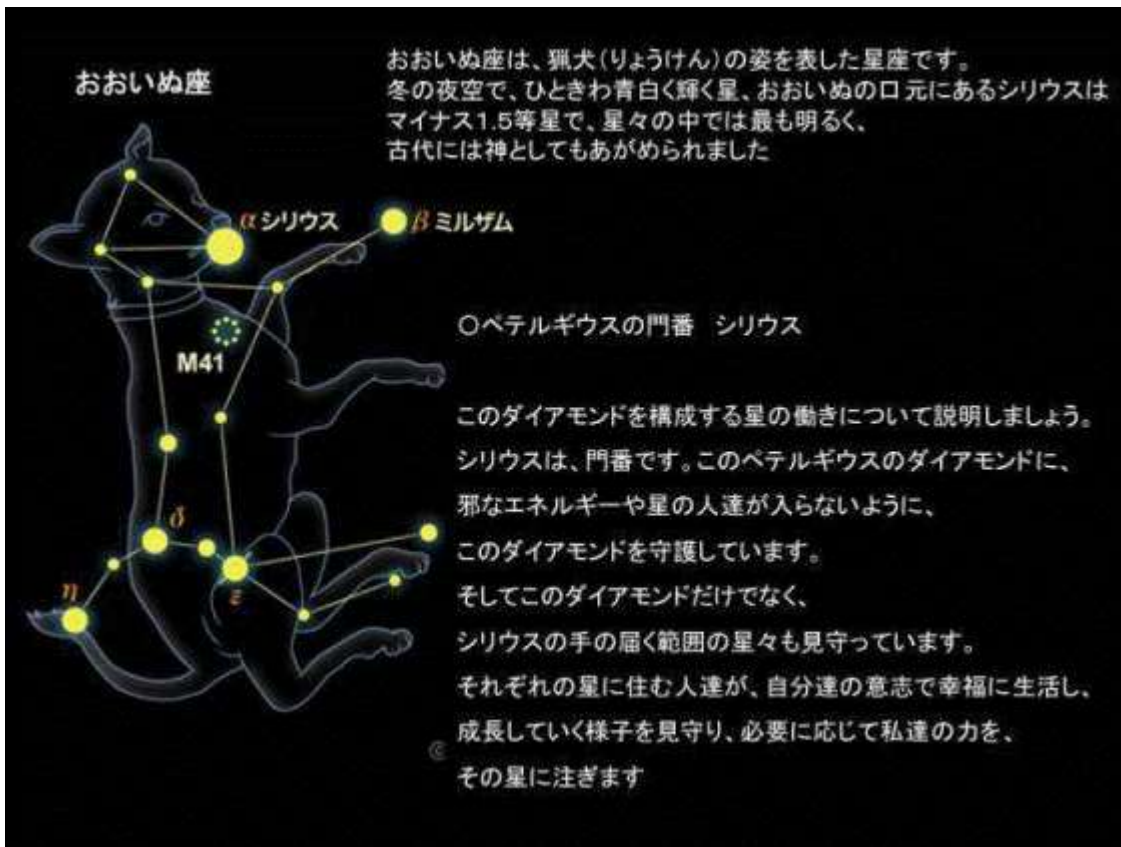 おおいぬ座
おおいぬ座は、猟犬(りょうけん)の姿を表した星座です。
冬の夜空で、ひときわ青白く輝く星、おおいぬの口元にあるシリウスは
マイナス1.5等星で、星々の中では最も明るく、
古代には神としてもあがめられました
αシリウス
βミルザム
M41
δ
η
ε
〇ペテルギウスの門番 シリウス
このダイアモンドを構成する星の働きについて説明しましょう。
シリウスは、門番です。このペテルギウスのダイアモンドに、
邪なエネルギーや星の人達が入らないように、
このダイアモンドを守護しています。
そしてこのダイアモンドだけでなく、
シリウスの手の届く範囲の星々も見守っています。
それぞれの星に住む人達が、自分達の意志で幸福に生活し、
成長していく様子を見守り、必要に応じて私達の力を、
その星に注ぎます